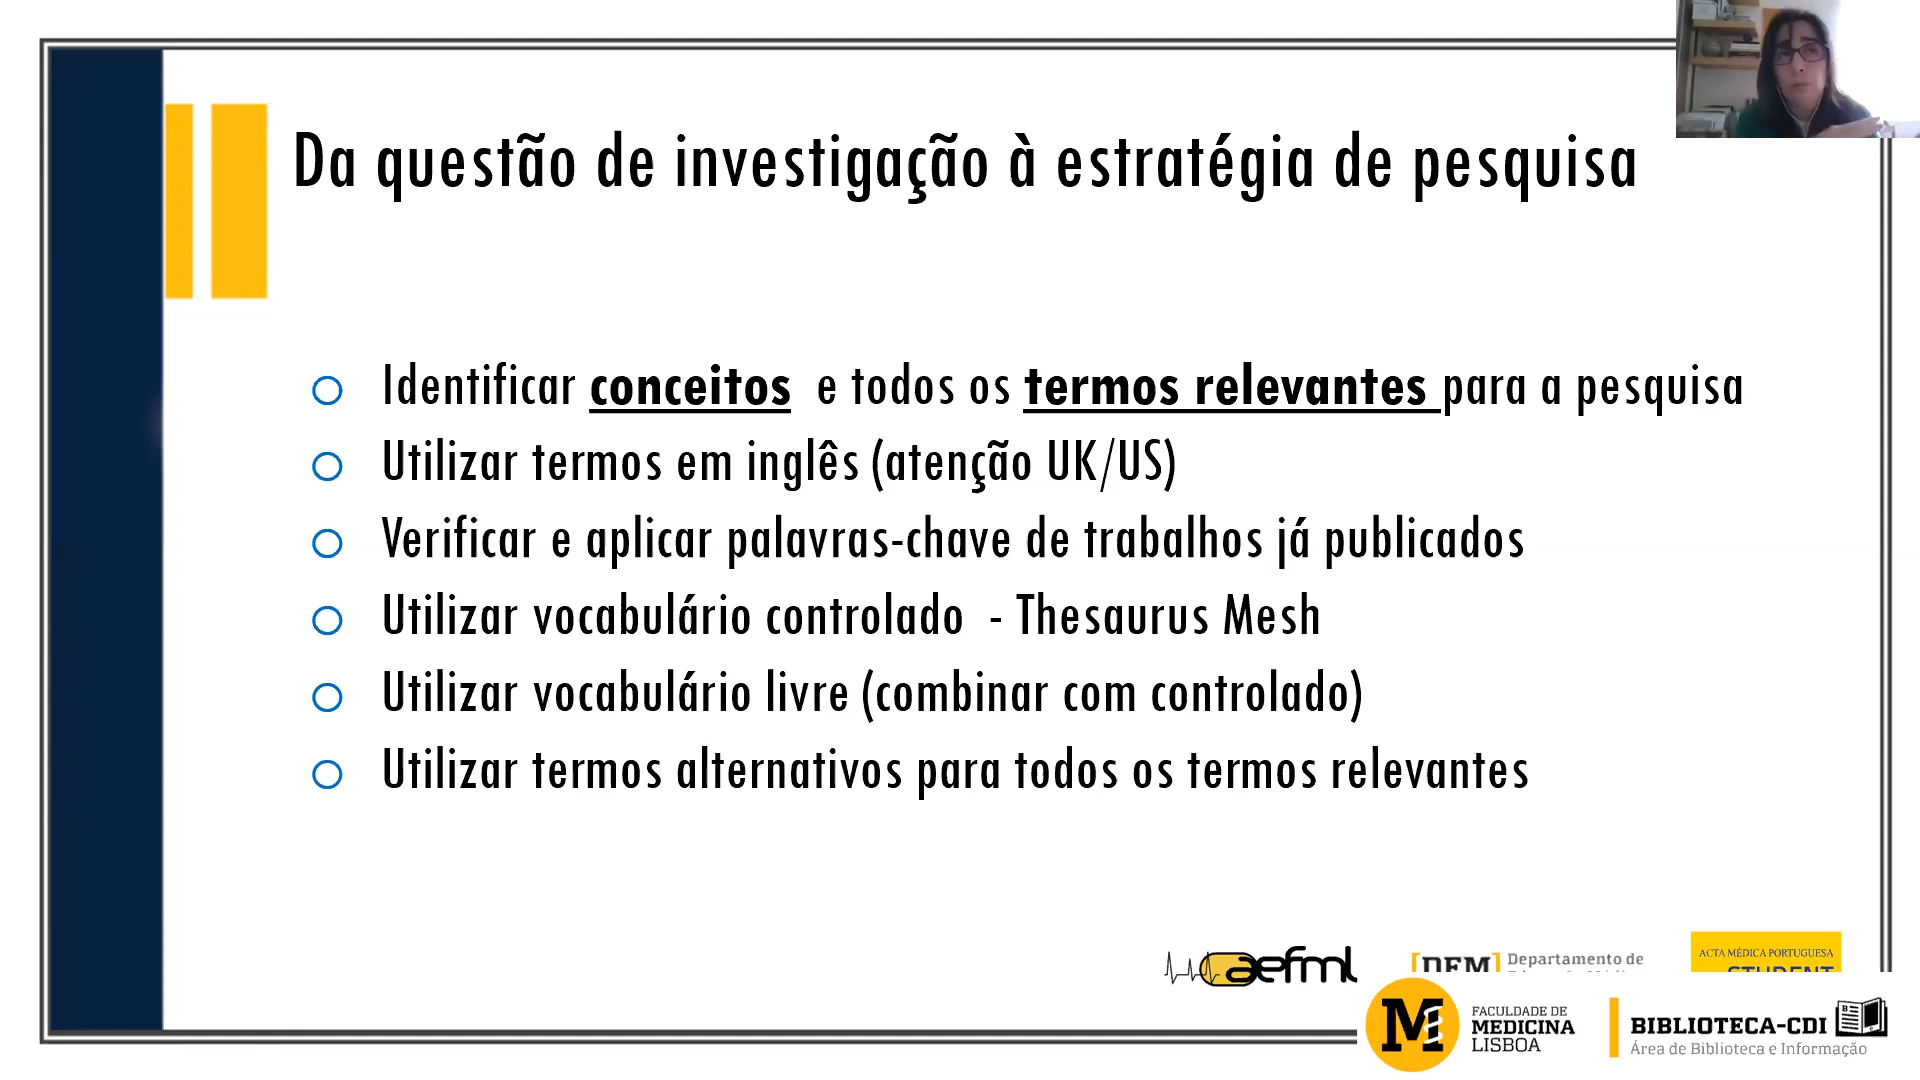 Da questão de investigação à estratégia de pesquisa
Identificar conceitos e todos os termos relevantes para a pesquisa
Utilizar termos em inglês (atenção UK/US)
Verificar e aplicar palavras-chave de trabalhos já publicados
Utilizar vocabulário controlado - Thesaurus Mesh
Utilizar vocabulário livre (combinar com controlado)
Utilizar termos alternativos para todos os termos relevantes
aefml
[DEM] Departamento de
ACTA MÉDICA PORTUGUESA
STUDENT
M
FACULDADE DE
MEDICINA
LISBOA
BIBLIOTECA-CDI
Área de Biblioteca e Informação